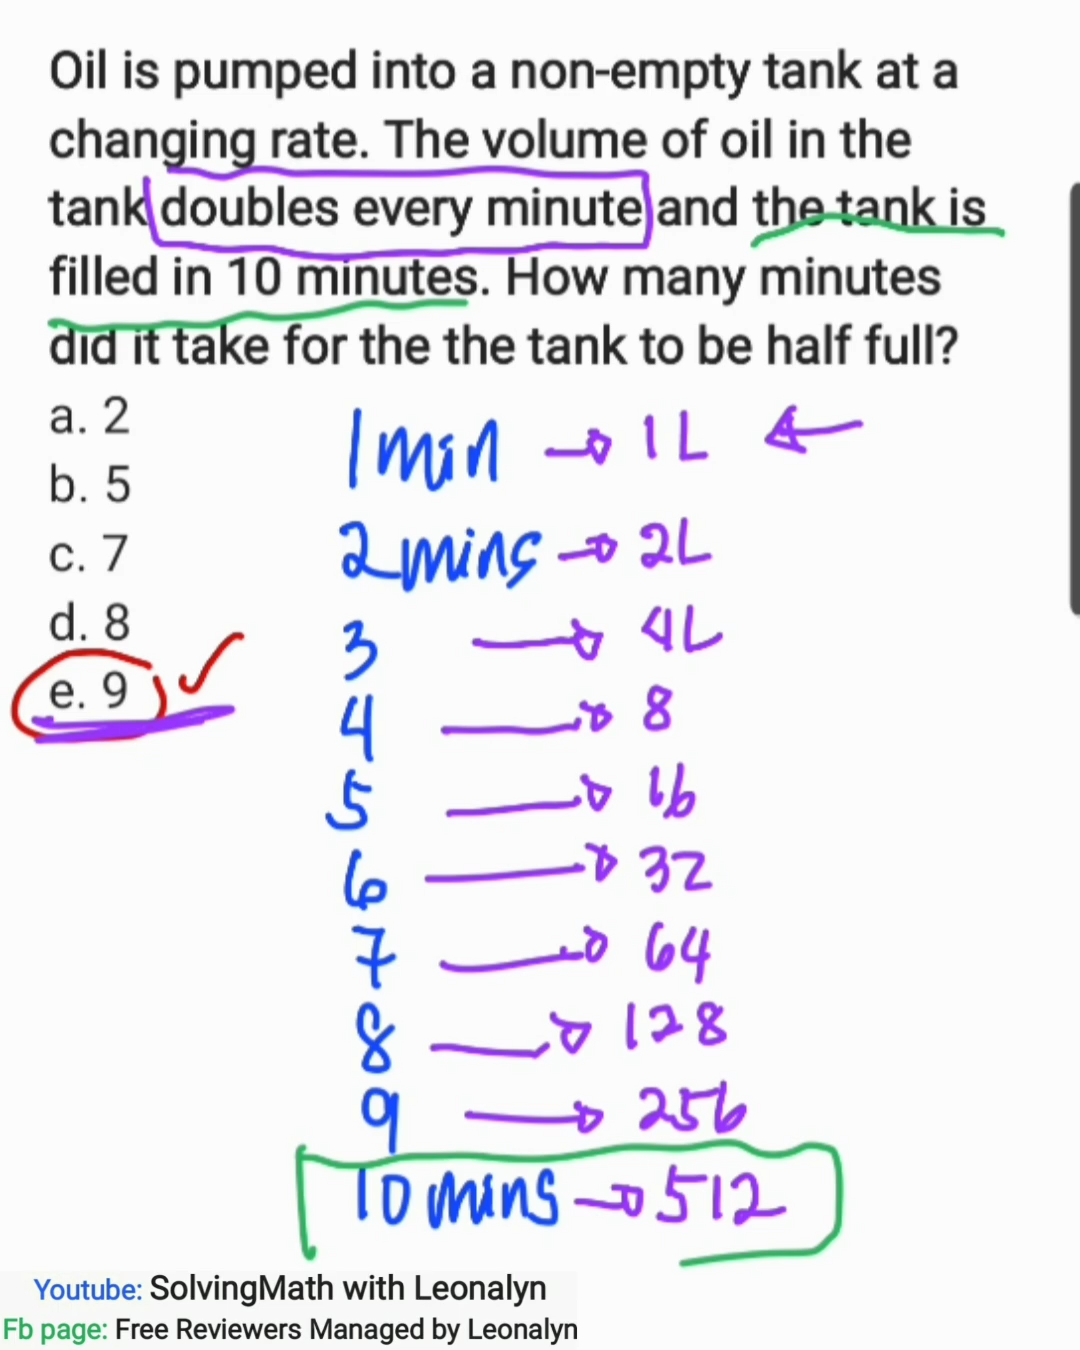 Oil is pumped into a non-empty tank at a
changing rate. The volume of oil in the
tank doubles every minute and the tank is
filled in 10 minutes. How many minutes
did it take for the the tank to be half full?
a. 2
b. 5
c. 7
d. 8
e. 9
1 min → 1L ←
2 mins → 2L
3 → 4L
4 → 8
5 → 16
6 → 32
7 → 64
8 → 128
9 → 256
10 mins → 512
Youtube: SolvingMath with Leonalyn
Fb page: Free Reviewers Managed by Leonalyn